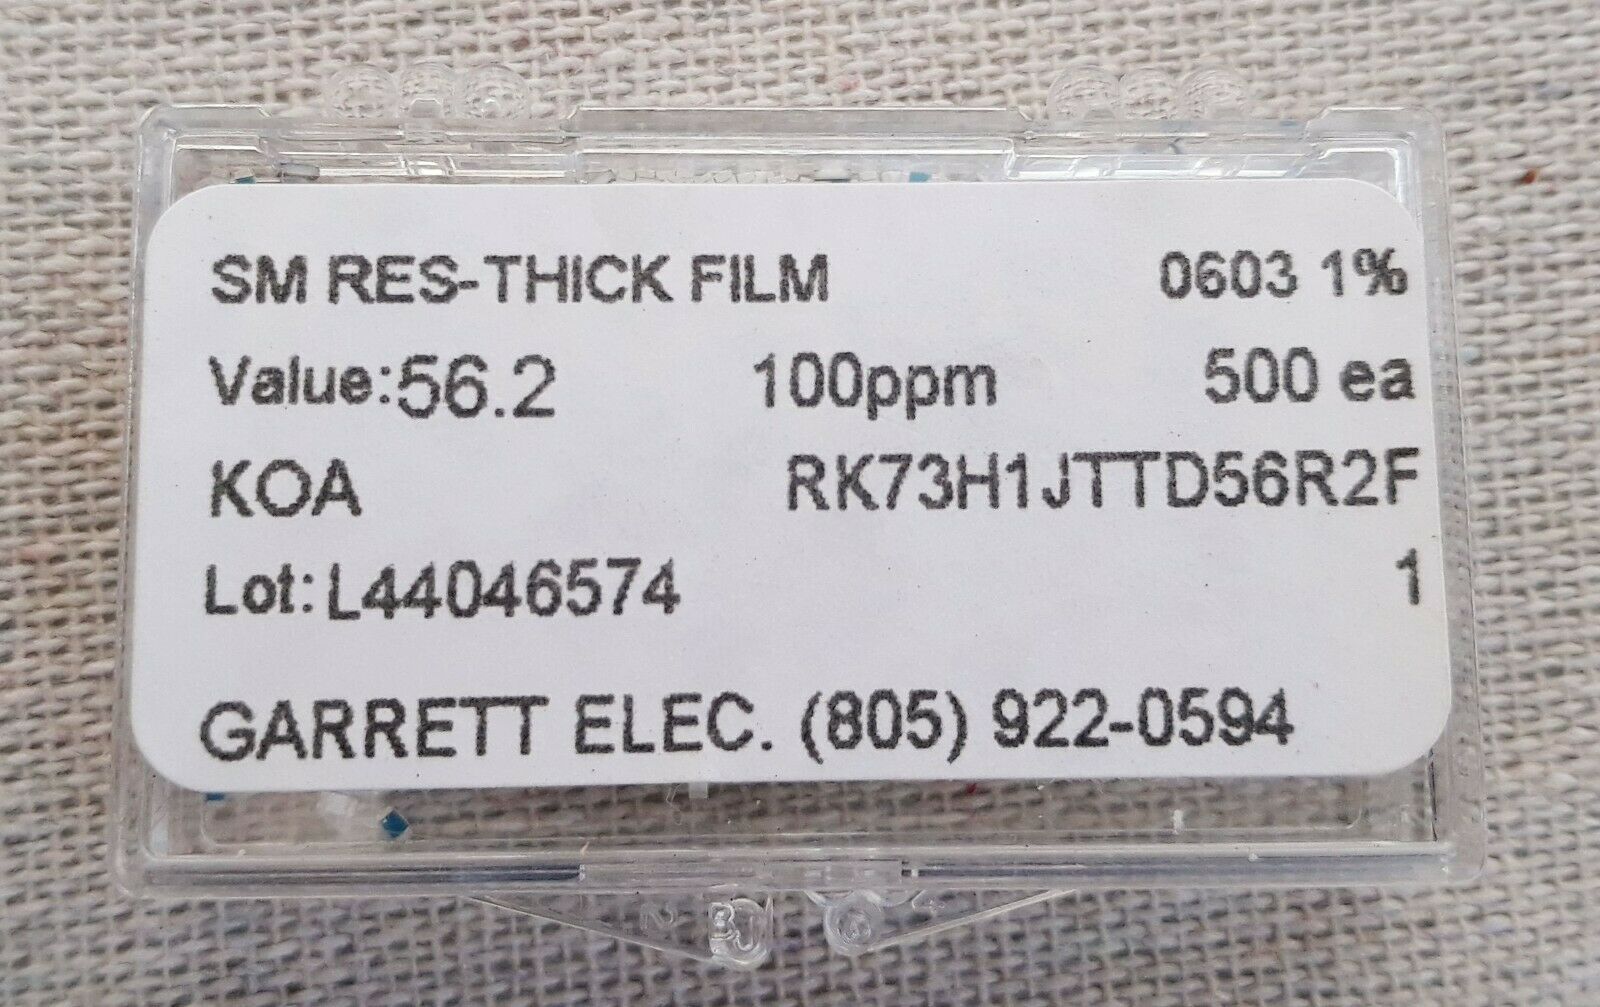 SM RES-THICK FILM 0603 1%
Value: 56.2 100ppm 500 ea
KOA RK73H1JTTD56R2F
Lot: L44046574 1
GARRETT ELEC. (805) 922-0594